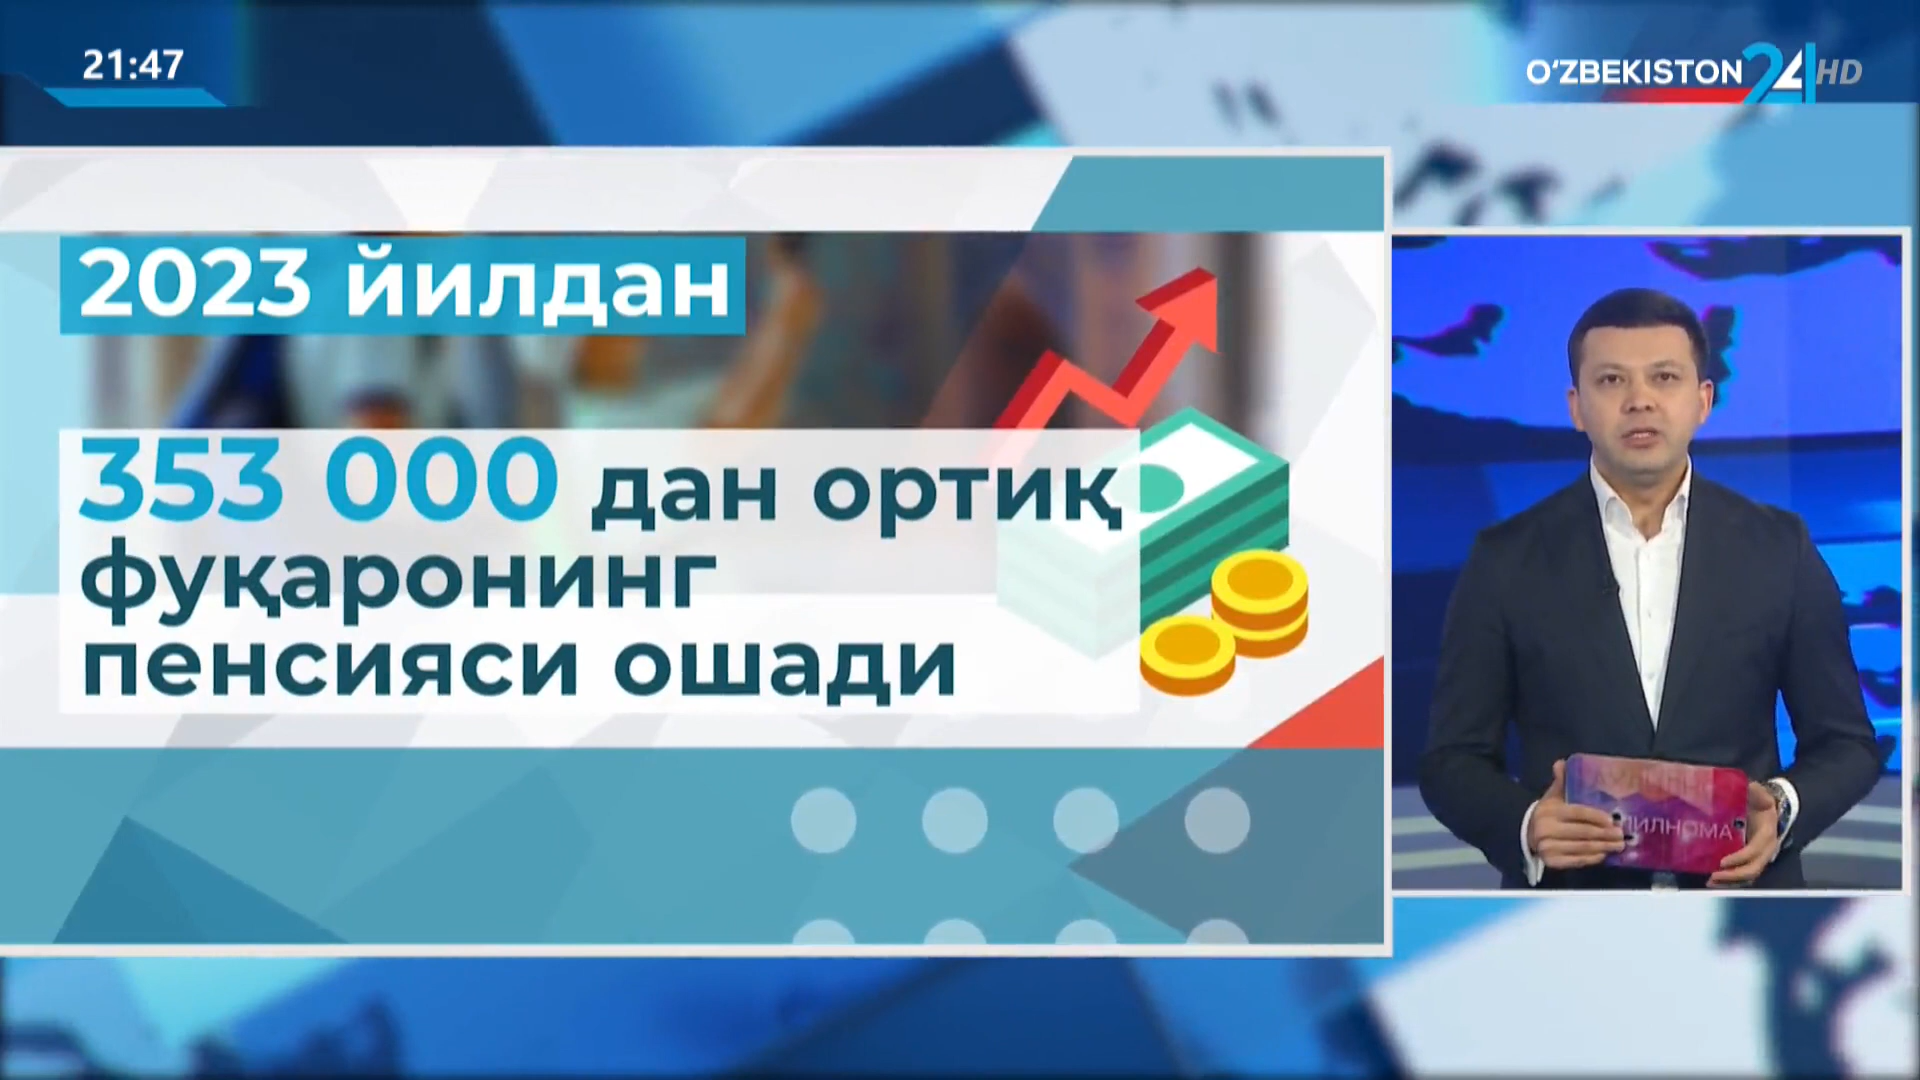 21:47
O‘ZBEKISTON 24 HD
2023 йилдан
353 000 дан ортиқ
фуқаронинг
пенсияси ошади